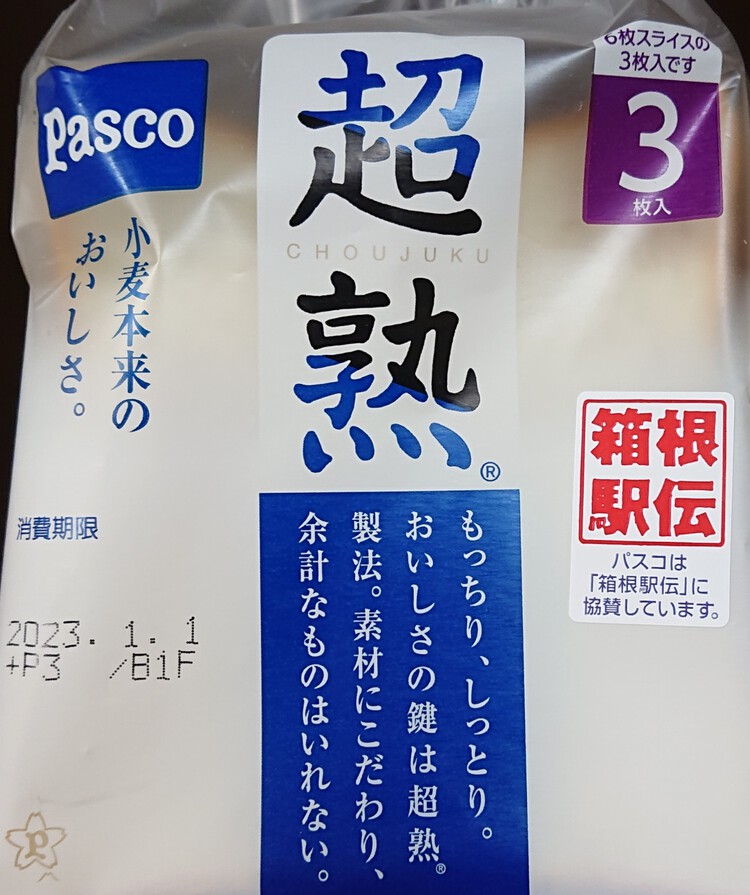 Pasco
超熟
CHOUJUKU
®
6枚スライスの
3枚入です
3
枚入
小麦本来の
おいしさ。
箱根
駅伝
パスコは
「箱根駅伝」に
協賛しています。
消費期限
2023. 1. 1
+P3 /B1F
もっちり、しっとり。
おいしさの鍵は超熟®
製法。素材にこだわり、
余計なものはいれない。
P